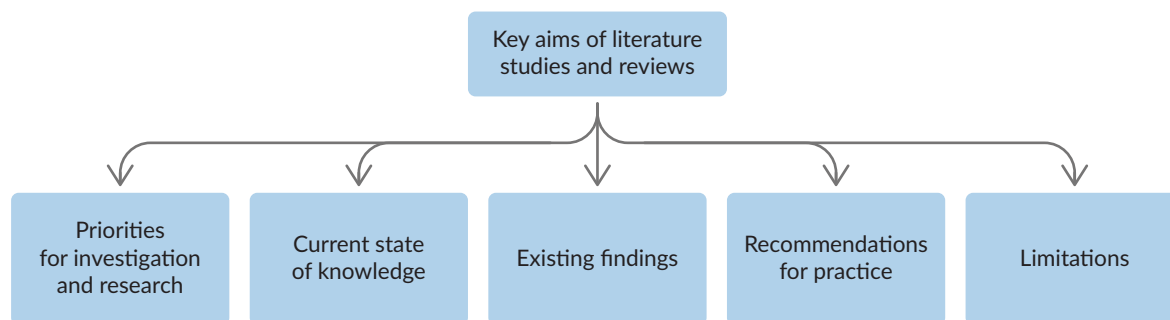 Key aims of literature
studies and reviews
Priorities
for investigation
and research
Current state
of knowledge
Existing findings
Recommendations
for practice
Limitations